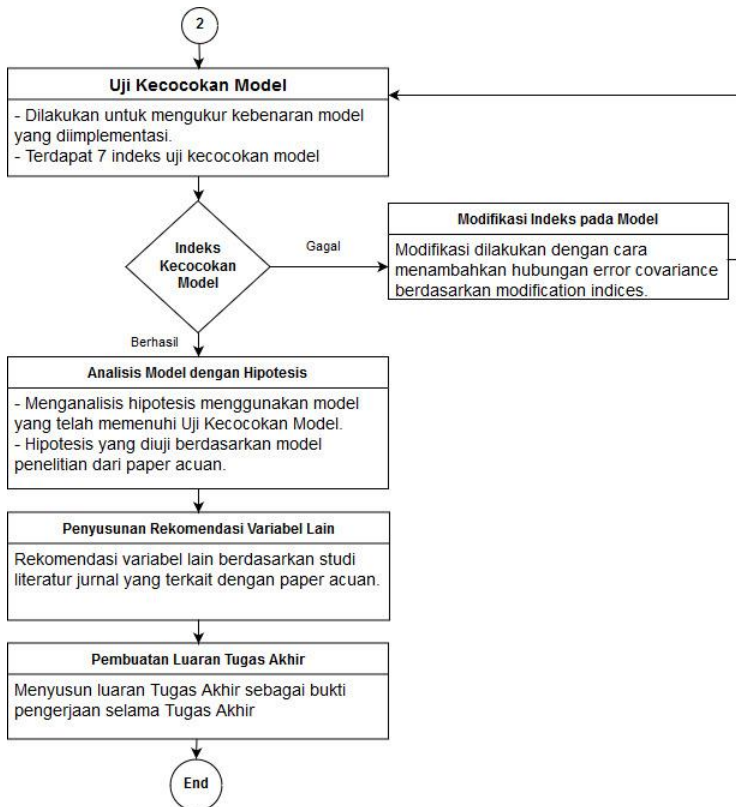 2
Uji Kecocokan Model
- Dilakukan untuk mengukur kebenaran model
yang diimplementasi.
- Terdapat 7 indeks uji kecocokan model
Indeks
Kecocokan
Model
Gagal
Modifikasi Indeks pada Model
Modifikasi dilakukan dengan cara
menambahkan hubungan error covariance
berdasarkan modification indices.
Berhasil
Analisis Model dengan Hipotesis
- Menganalisis hipotesis menggunakan model
yang telah memenuhi Uji Kecocokan Model.
- Hipotesis yang diuji berdasarkan model
penelitian dari paper acuan.
Penyusunan Rekomendasi Variabel Lain
Rekomendasi variabel lain berdasarkan studi
literatur jurnal yang terkait dengan paper acuan.
Pembuatan Luaran Tugas Akhir
Menyusun luaran Tugas Akhir sebagai bukti
pengerjaan selama Tugas Akhir
End